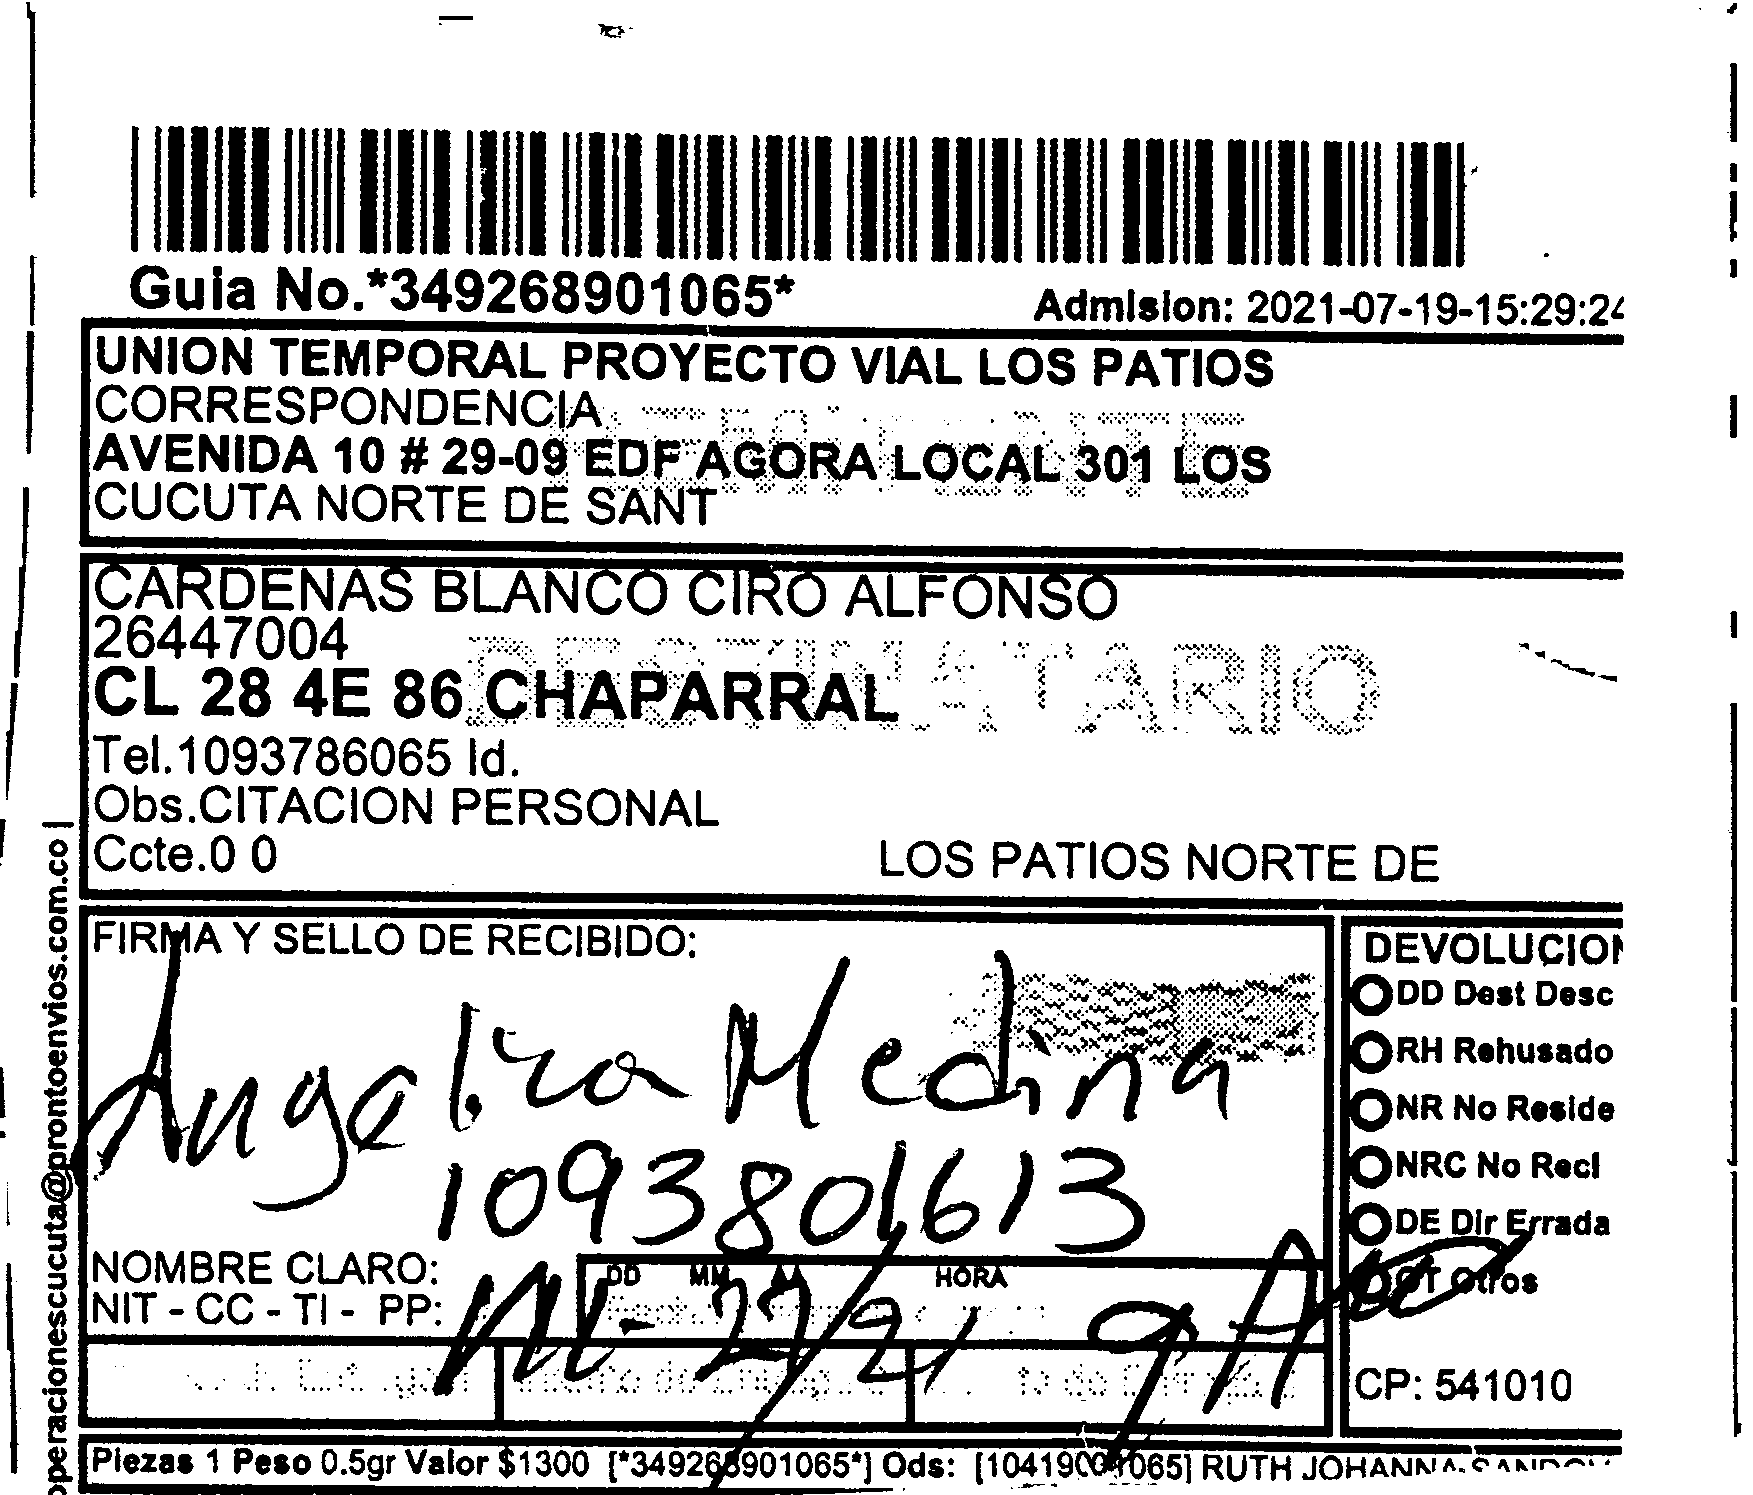 Guia No.*349268901065*
Admision: 2021-07-19-15:29:24
UNION TEMPORAL PROYECTO VIAL LOS PATIOS
CORRESPONDENCIA
AVENIDA 10 # 29-09 EDF AGORA LOCAL 301 LOS
CUCUTA NORTE DE SANT
CARDENAS BLANCO CIRO ALFONSO
26447004
DESTINATARIO
CL 28 4E 86 CHAPARRAL
Tel.1093786065 Id.
Obs.CITACION PERSONAL
Ccte.0 0
LOS PATIOS NORTE DE
operacionescucuta@prontoenvios.com.co |
FIRMA Y SELLO DE RECIBIDO:
Angelica Medina
1093801613
NOMBRE CLARO:
NIT - CC - TI - PP:
DD MM AA HORA
DEVOLUCION
DD Dest Desc
RH Rehusado
NR No Reside
NRC No Recl
DE Dir Errada
OT Otros
CP: 541010
Piezas 1 Peso 0.5gr Valor $1300 [*349268901065*] Ods: [104190001065] RUTH JOHANNA